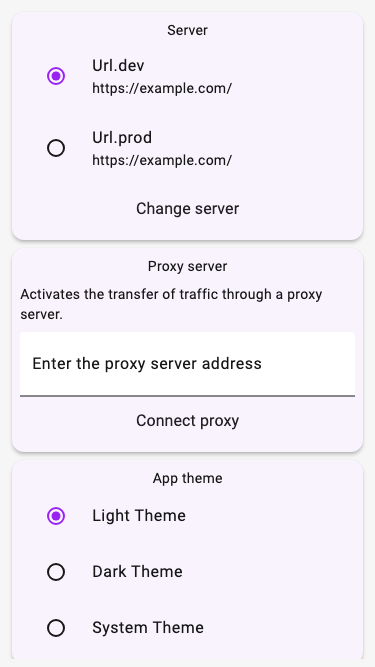 Server
Url.dev
https://example.com/
Url.prod
https://example.com/
Change server
Proxy server
Activates the transfer of traffic through a proxy
server.
Enter the proxy server address
Connect proxy
App theme
Light Theme
Dark Theme
System Theme